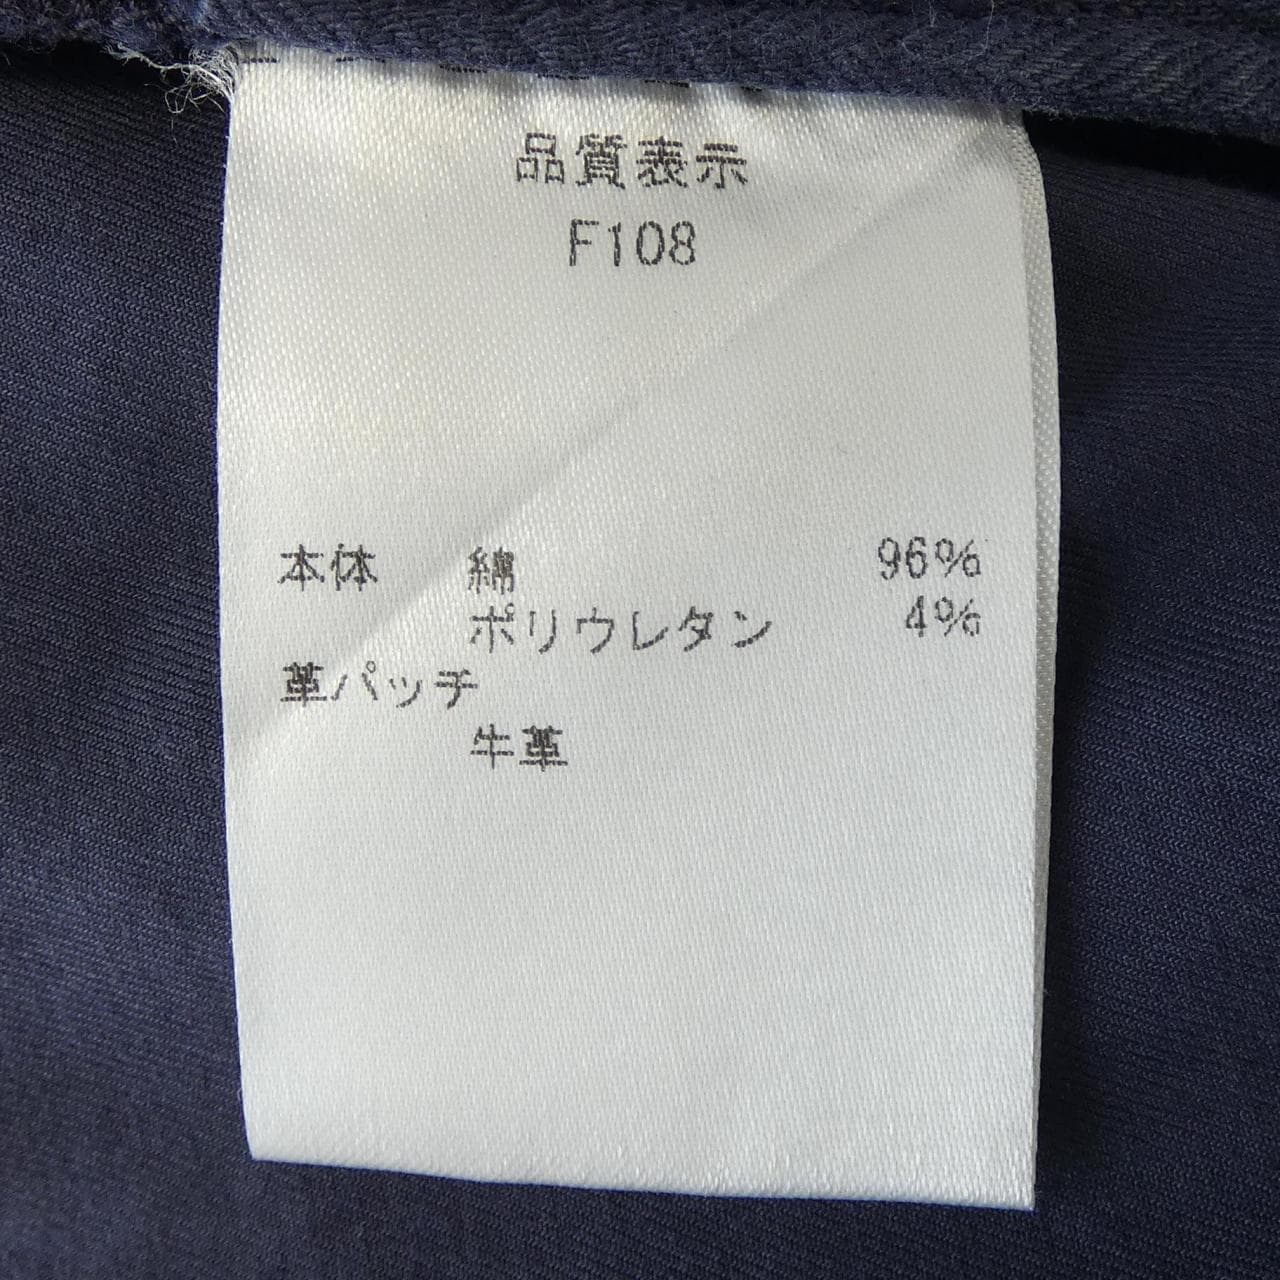 品質表示
F108
本体 綿 96%
ポリウレタン 4%
革パッチ
牛革